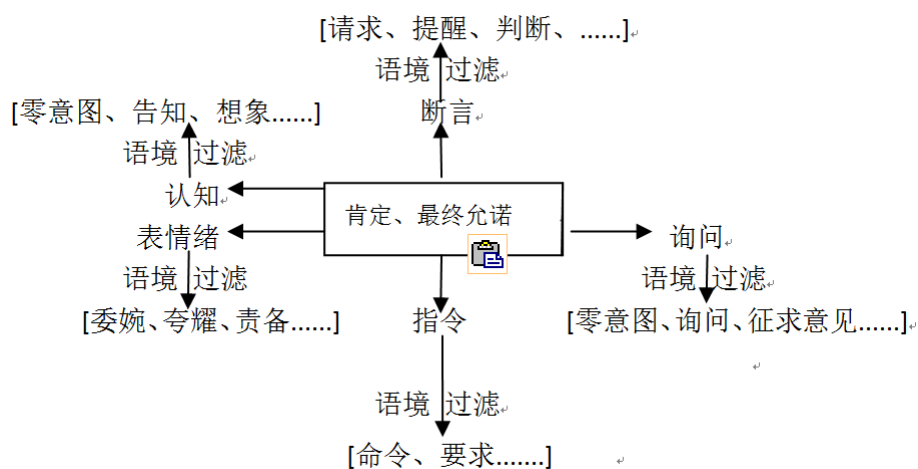 [请求、提醒、判断、......]
语境 过滤
断言
[零意图、告知、想象......]
语境 过滤
认知
肯定、最终允诺
表情绪
询问
语境 过滤
语境 过滤
[委婉、夸耀、责备......]
指令
[零意图、询问、征求意见......]
语境 过滤
[命令、要求.......]